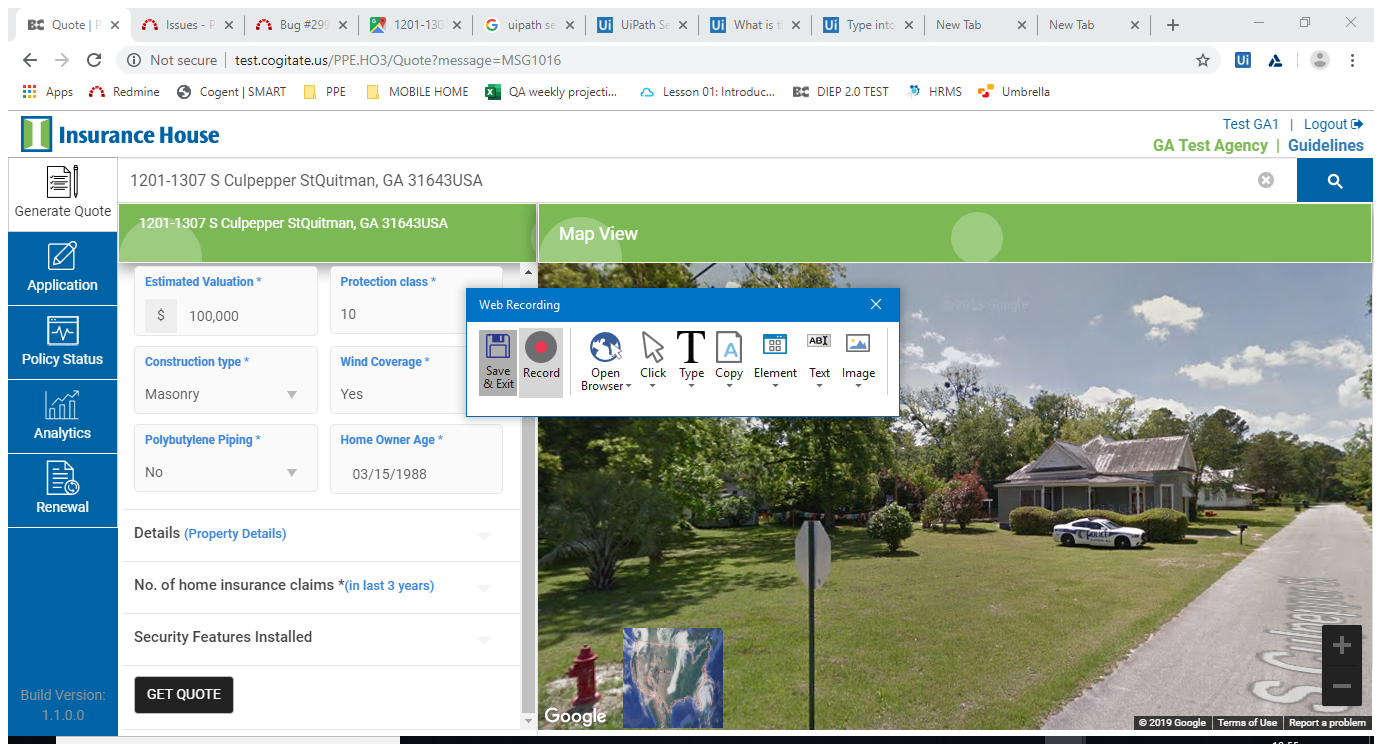 BC Quote | P
Issues - P
Bug #299
1201-130
uipath se
UiPath Se
What is t
Type into
New Tab
New Tab
Not secure | test.cogitate.us/PPE.HO3/Quote?message=MSG1016
Apps
Redmine
Cogent | SMART
PPE
MOBILE HOME
QA weekly projecti...
Lesson 01: Introduc...
BC DIEP 2.0 TEST
HRMS
Umbrella
Insurance House
Test GA1 | Logout
GA Test Agency | Guidelines
Generate Quote
Application
Policy Status
Analytics
Renewal
Build Version:
1.1.0.0
1201-1307 S Culpepper StQuitman, GA 31643USA
1201-1307 S Culpepper StQuitman, GA 31643USA
Map View
Estimated Valuation *
$ 100,000
Protection class *
10
Construction type *
Masonry
Wind Coverage *
Yes
Polybutylene Piping *
No
Home Owner Age *
03/15/1988
Details (Property Details)
No. of home insurance claims *(in last 3 years)
Security Features Installed
GET QUOTE
Web Recording
Save
& Exit
Record
Open
Browser
Click
Type
Copy
Element
Text
Image
POLICE
S Culpepper St
Google
© 2019 Google
Terms of Use
Report a problem